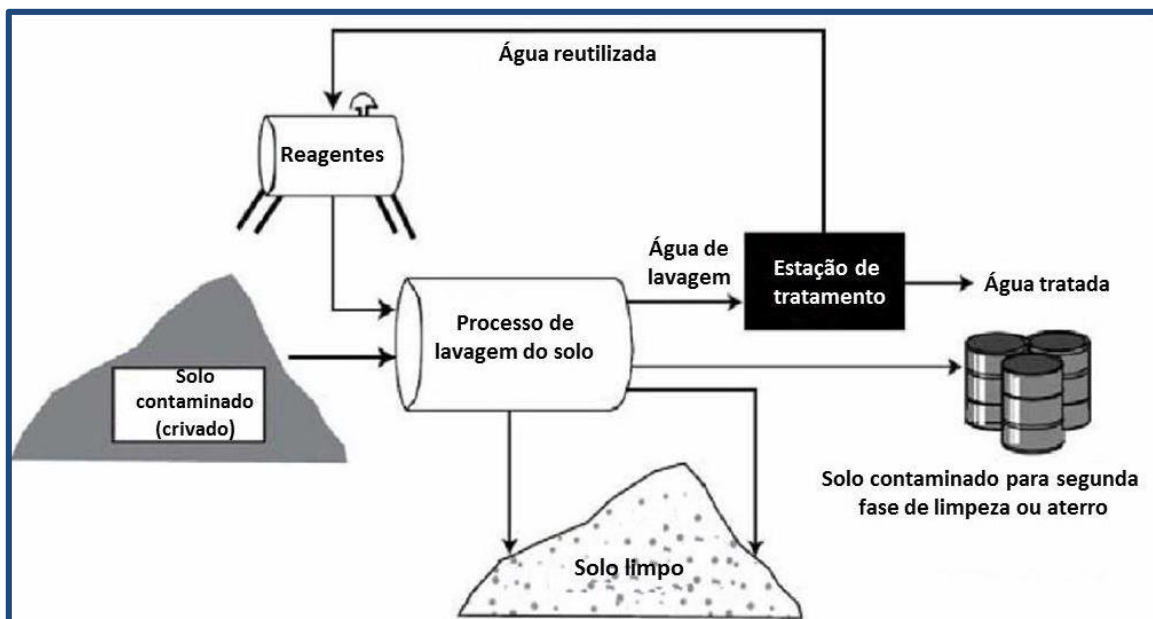 Água reutilizada
Reagentes
Água de
lavagem
Estação de
tratamento
Água tratada
Processo de
lavagem do solo
Solo
contaminado
(crivado)
Solo contaminado para segunda
fase de limpeza ou aterro
Solo limpo